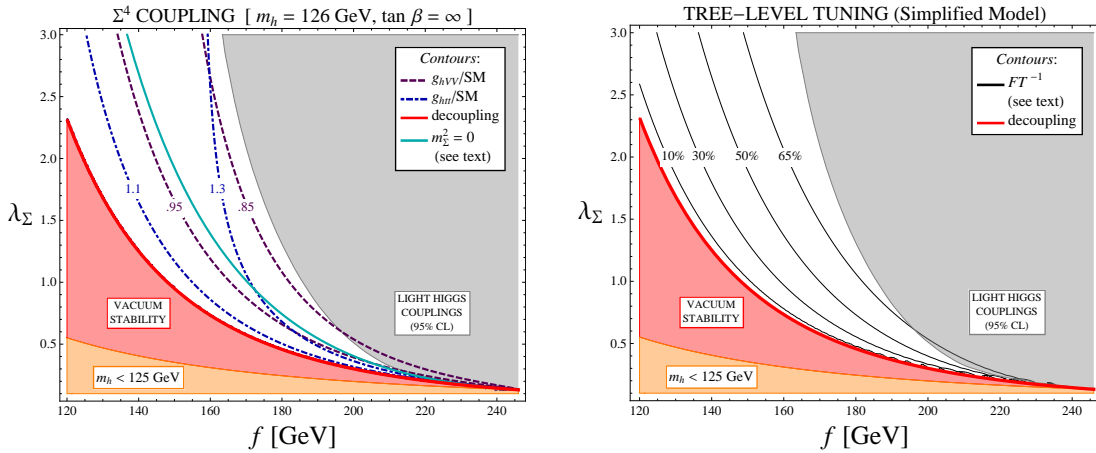 Σ⁴ COUPLING [ m_h = 126 GeV, tan β = ∞ ]
3.0
2.5
2.0
1.5
1.0
0.5
λ_Σ
120
140
160
180
200
220
240
f [GeV]
Contours:
g_hVV/SM
g_htt/SM
decoupling
m²_Σ = 0
(see text)
1.1
.95
1.3
.85
VACUUM
STABILITY
LIGHT HIGGS
COUPLINGS
(95% CL)
m_h < 125 GeV
TREE−LEVEL TUNING (Simplified Model)
3.0
2.5
2.0
1.5
1.0
0.5
λ_Σ
120
140
160
180
200
220
240
f [GeV]
Contours:
FT⁻¹
(see text)
decoupling
10%
30%
50%
65%
VACUUM
STABILITY
LIGHT HIGGS
COUPLINGS
(95% CL)
m_h < 125 GeV